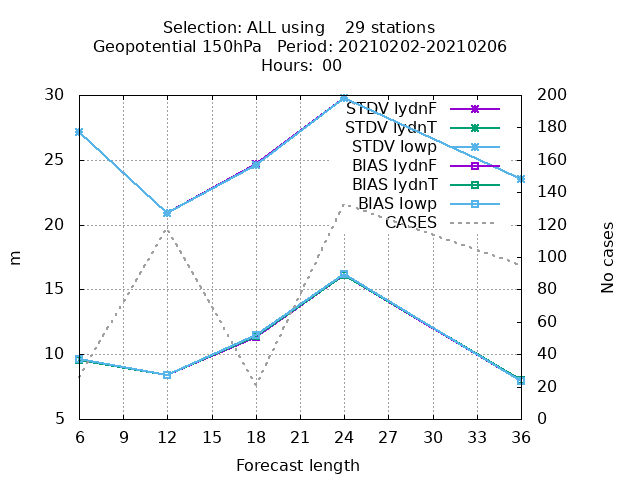 Selection: ALL using    29 stations
Geopotential 150hPa   Period: 20210202-20210206
Hours: 00
30
25
20
15
10
5
m
200
180
160
140
120
100
80
60
40
20
0
No cases
STDV lydnF
STDV lydnT
STDV lowp
BIAS lydnF
BIAS lydnT
BIAS lowp
CASES
6 9 12 15 18 21 24 27 30 33 36
Forecast length